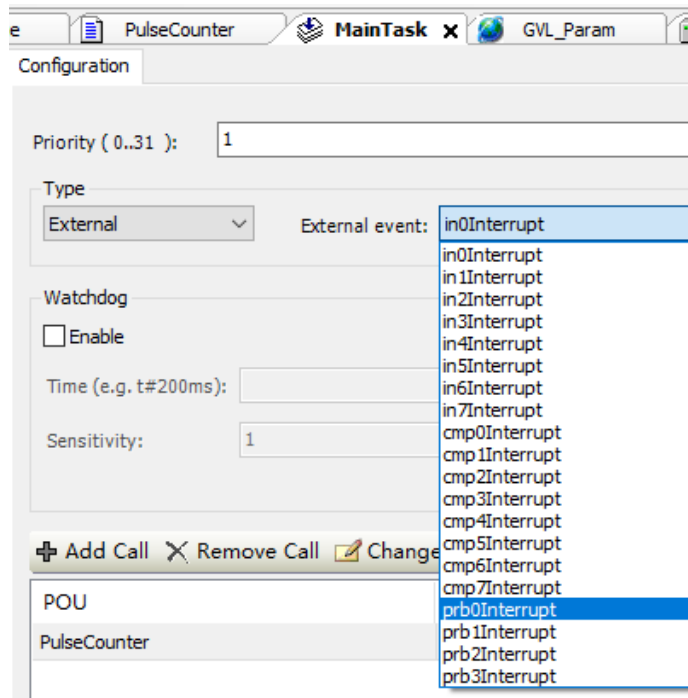 e PulseCounter MainTask GVL_Param
Configuration
Priority ( 0..31 ): 1
Type
External External event: in0Interrupt
in0Interrupt
in1Interrupt
in2Interrupt
in3Interrupt
in4Interrupt
in5Interrupt
in6Interrupt
in7Interrupt
Watchdog
Enable
Time (e.g. t#200ms):
Sensitivity: 1
cmp0Interrupt
cmp1Interrupt
cmp2Interrupt
cmp3Interrupt
cmp4Interrupt
cmp5Interrupt
cmp6Interrupt
cmp7Interrupt
prb0Interrupt
prb1Interrupt
prb2Interrupt
prb3Interrupt
Add Call Remove Call Change
POU
PulseCounter